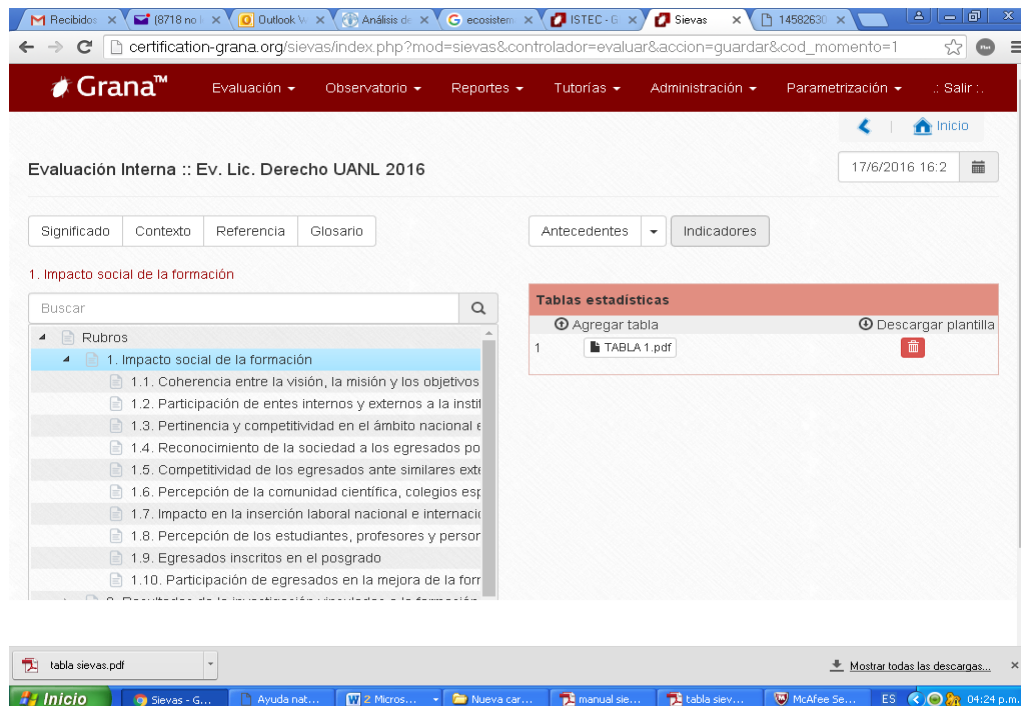 Recibidos
(8718 no l
Outlook
Análisis de
ecosistem
ISTEC - G
Sievas
14582630
certification-grana.org/sievas/index.php?mod=sievas&controlador=evaluar&accion=guardar&cod_momento=1
Grana™ Evaluación Observatorio Reportes Tutorías Administración Parametrización .: Salir :.
Inicio
Evaluación Interna :: Ev. Lic. Derecho UANL 2016
17/6/2016 16:2
Significado Contexto Referencia Glosario
Antecedentes Indicadores
1. Impacto social de la formación
Buscar
Rubros
1. Impacto social de la formación
1.1. Coherencia entre la visión, la misión y los objetivos
1.2. Participación de entes internos y externos a la instit
1.3. Pertinencia y competitividad en el ámbito nacional e
1.4. Reconocimiento de la sociedad a los egresados po
1.5. Competitividad de los egresados ante similares exte
1.6. Percepción de la comunidad científica, colegios esp
1.7. Impacto en la inserción laboral nacional e internacio
1.8. Percepción de los estudiantes, profesores y person
1.9. Egresados inscritos en el posgrado
1.10. Participación de egresados en la mejora de la form
Tablas estadísticas
Agregar tabla Descargar plantilla
1 TABLA 1.pdf
tabla sievas.pdf
Mostrar todas las descargas...
Inicio Sievas - G... Ayuda nat... 2 Micros... Nueva car... manual sie... tabla siev... McAfee Se... ES 04:24 p.m.